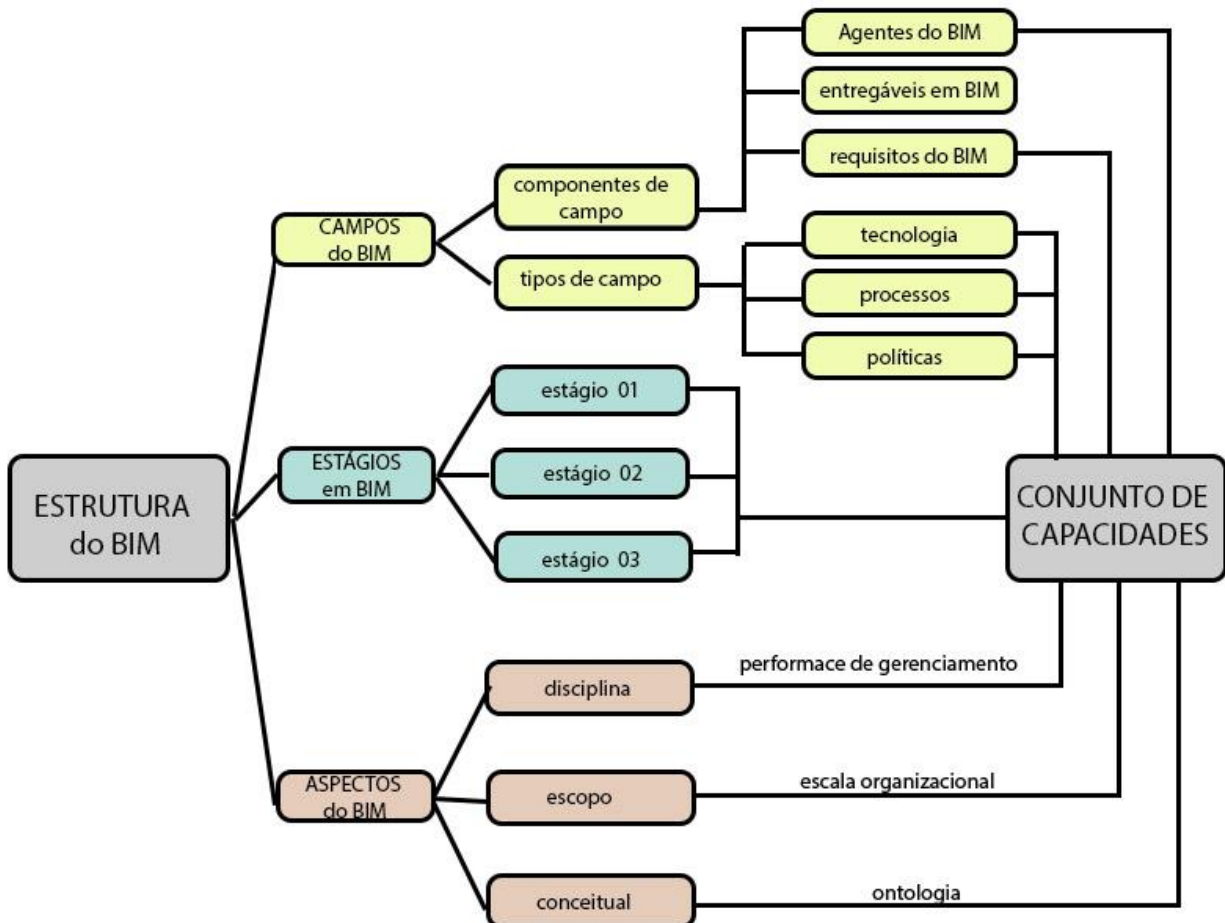 Agentes do BIM
entregáveis em BIM
requisitos do BIM
componentes de
campo
CAMPOS
do BIM
tecnologia
tipos de campo
processos
políticas
estágio 01
ESTÁGIOS
em BIM
estágio 02
estágio 03
ESTRUTURA
do BIM
CONJUNTO DE
CAPACIDADES
performace de gerenciamento
disciplina
ASPECTOS
do BIM
escala organizacional
escopo
conceitual
ontologia